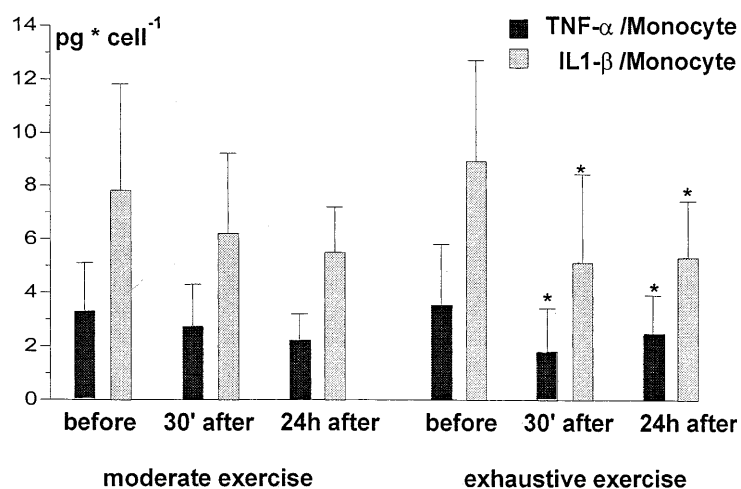 14
pg * cell⁻¹
TNF-α /Monocyte
IL1-β /Monocyte
12
10
8
6
4
2
0
*
*
*
*
before 30' after 24h after before 30' after 24h after
moderate exercise exhaustive exercise